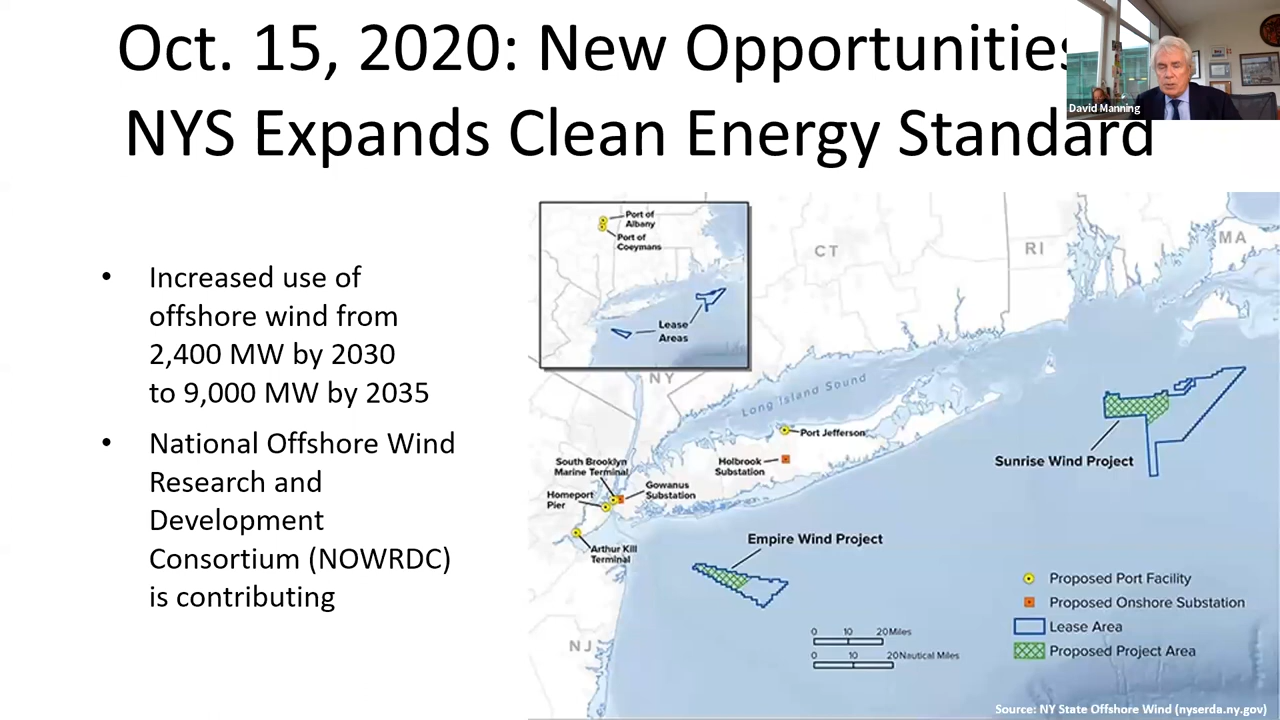 Oct. 15, 2020: New Opportunities
NYS Expands Clean Energy Standard
David Manning
• Increased use of
offshore wind from
2,400 MW by 2030
to 9,000 MW by 2035
• National Offshore Wind
Research and
Development
Consortium (NOWRDC)
is contributing
Port of
Albany
Port of
Coeymans
Lease
Areas
CT
RI
MA
NY
Long Island Sound
Port Jefferson
Holbrook
Substation
South Brooklyn
Marine Terminal
Gowanus
Substation
Homeport
Pier
Arthur Kill
Terminal
Sunrise Wind Project
Empire Wind Project
NJ
0 10 20 Miles
0 10 20 Nautical Miles
Proposed Port Facility
Proposed Onshore Substation
Lease Area
Proposed Project Area
Source: NY State Offshore Wind (nyserda.ny.gov)